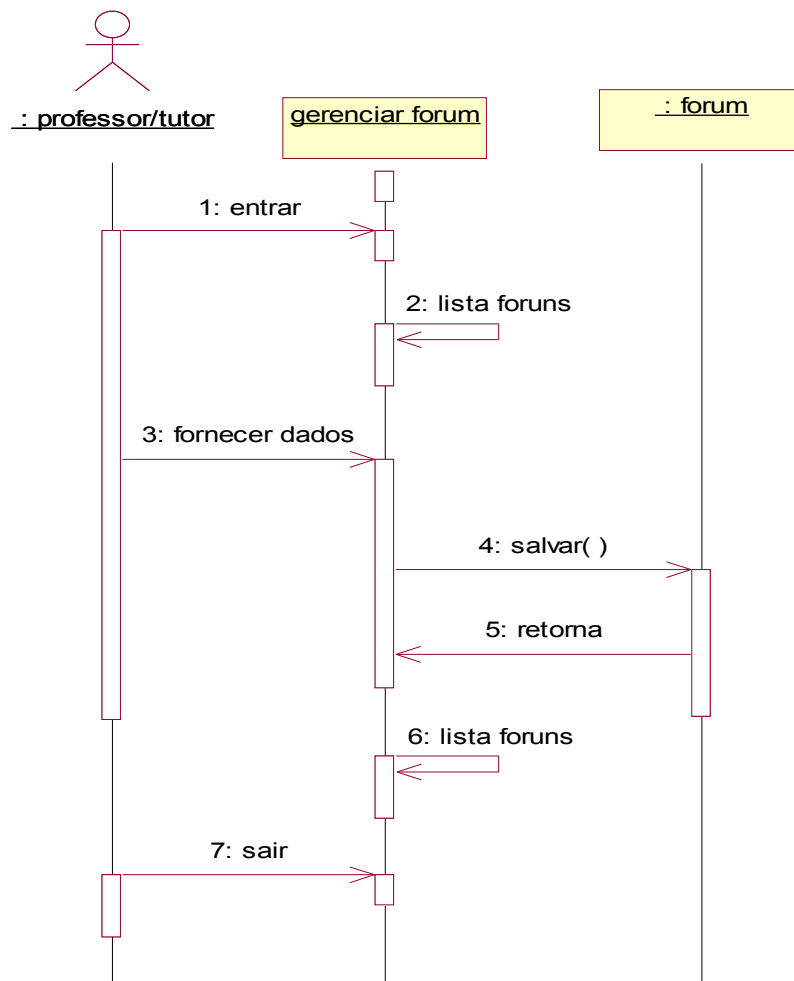 : professor/tutor
gerenciar forum
: forum
1: entrar
2: lista foruns
3: fornecer dados
4: salvar( )
5: retorna
6: lista foruns
7: sair